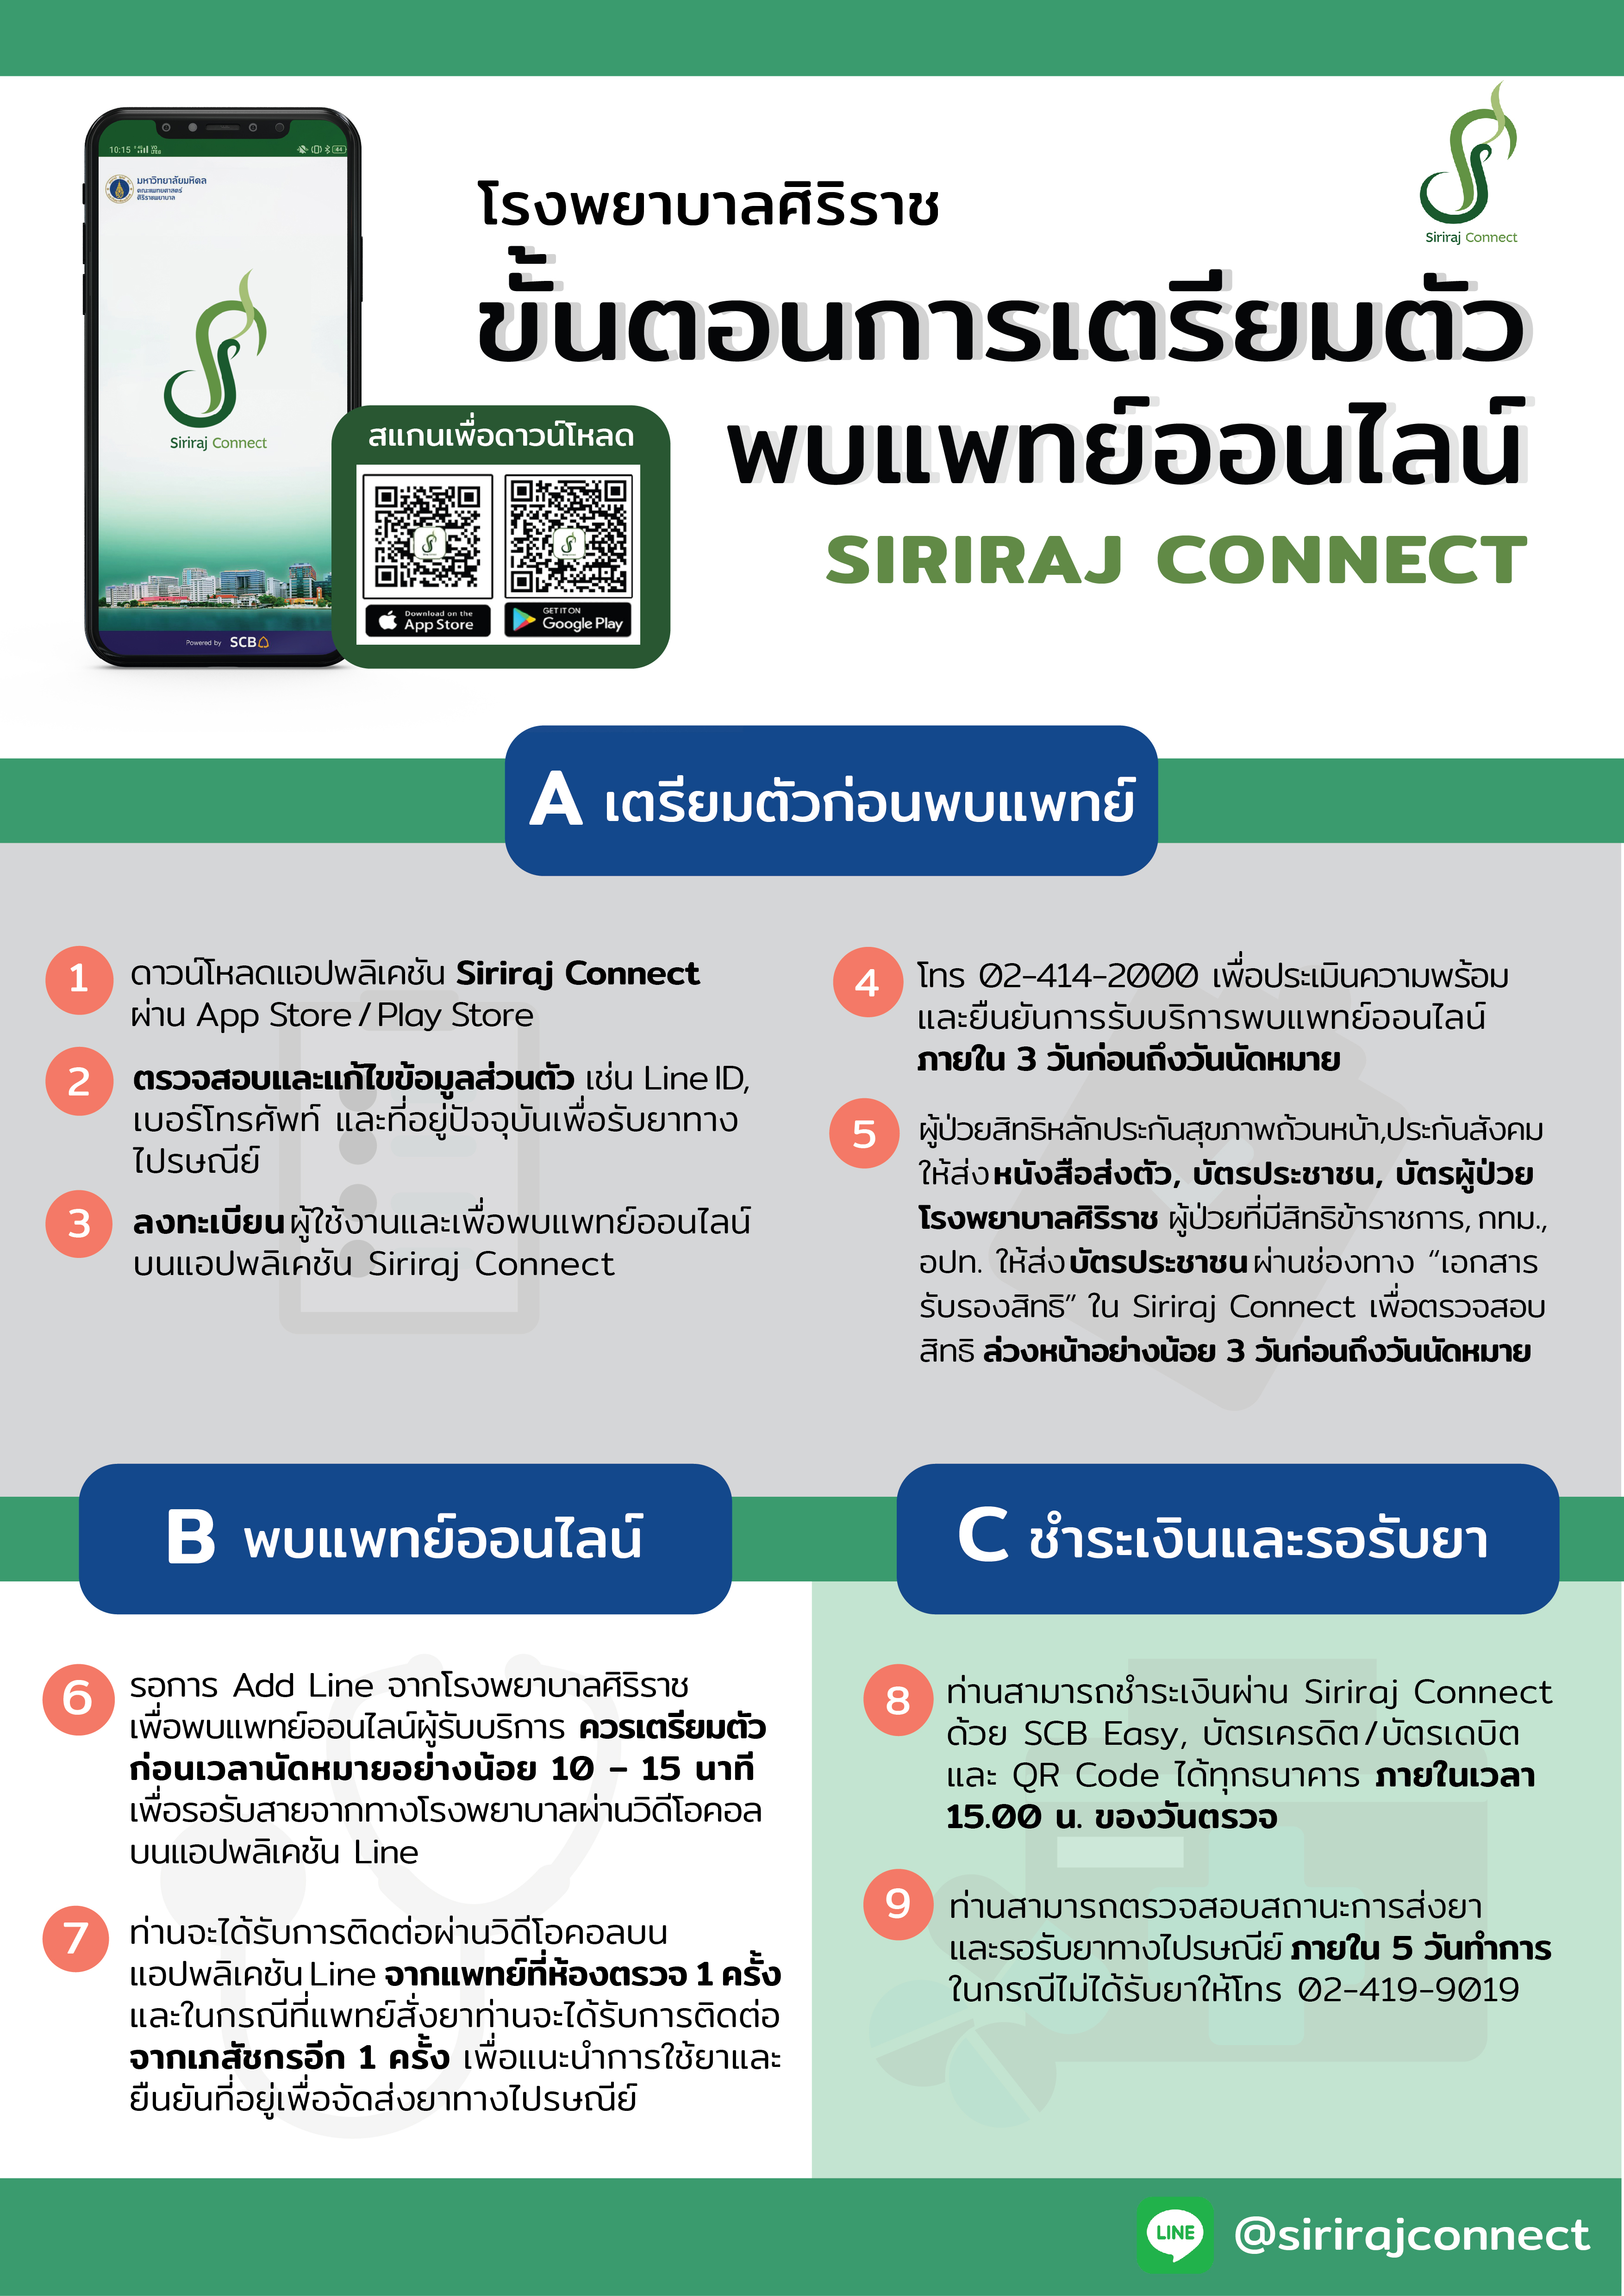 10:15
มหาวิทยาลัยมหิดล
คณะแพทยศาสตร์
ศิริราชพยาบาล
Siriraj Connect
Powered by SCB
สแกนเพื่อดาวน์โหลด
Download on the
App Store
GET IT ON
Google Play
Siriraj Connect
โรงพยาบาลศิริราช
ขั้นตอนการเตรียมตัว
พบแพทย์ออนไลน์
SIRIRAJ CONNECT
A เตรียมตัวก่อนพบแพทย์
1 ดาวน์โหลดแอปพลิเคชัน Siriraj Connect
ผ่าน App Store / Play Store
2 ตรวจสอบและแก้ไขข้อมูลส่วนตัว เช่น Line ID,
เบอร์โทรศัพท์ และที่อยู่ปัจจุบันเพื่อรับยาทาง
ไปรษณีย์
3 ลงทะเบียนผู้ใช้งานและเพื่อพบแพทย์ออนไลน์
บนแอปพลิเคชัน Siriraj Connect
4 โทร 02-414-2000 เพื่อประเมินความพร้อม
และยืนยันการรับบริการพบแพทย์ออนไลน์
ภายใน 3 วันก่อนถึงวันนัดหมาย
5 ผู้ป่วยสิทธิหลักประกันสุขภาพถ้วนหน้า,ประกันสังคม
ให้ส่งหนังสือส่งตัว, บัตรประชาชน, บัตรผู้ป่วย
โรงพยาบาลศิริราช ผู้ป่วยที่มีสิทธิข้าราชการ, กทม.,
อปท. ให้ส่งบัตรประชาชนผ่านช่องทาง “เอกสาร
รับรองสิทธิ” ใน Siriraj Connect เพื่อตรวจสอบ
สิทธิ ล่วงหน้าอย่างน้อย 3 วันก่อนถึงวันนัดหมาย
B พบแพทย์ออนไลน์
6 รอการ Add Line จากโรงพยาบาลศิริราช
เพื่อพบแพทย์ออนไลน์ผู้รับบริการ ควรเตรียมตัว
ก่อนเวลานัดหมายอย่างน้อย 10 – 15 นาที
เพื่อรอรับสายจากทางโรงพยาบาลผ่านวิดีโอคอล
บนแอปพลิเคชัน Line
7 ท่านจะได้รับการติดต่อผ่านวิดีโอคอลบน
แอปพลิเคชัน Line จากแพทย์ที่ห้องตรวจ 1 ครั้ง
และในกรณีที่แพทย์สั่งยาท่านจะได้รับการติดต่อ
จากเภสัชกรอีก 1 ครั้ง เพื่อแนะนำการใช้ยาและ
ยืนยันที่อยู่เพื่อจัดส่งยาทางไปรษณีย์
C ชำระเงินและรอรับยา
8 ท่านสามารถชำระเงินผ่าน Siriraj Connect
ด้วย SCB Easy, บัตรเครดิต/บัตรเดบิต
และ QR Code ได้ทุกธนาคาร ภายในเวลา
15.00 น. ของวันตรวจ
9 ท่านสามารถตรวจสอบสถานะการส่งยา
และรอรับยาทางไปรษณีย์ ภายใน 5 วันทำการ
ในกรณีไม่ได้รับยาให้โทร 02-419-9019
LINE @sirirajconnect